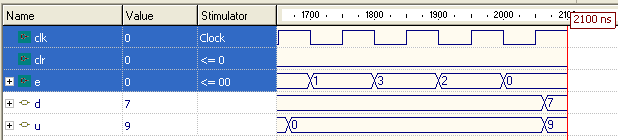 Name Value Stimulator 1700 1800 1900 2000 2100
2100 ns
clk 0 Clock
clr 0 <= 0
e 0 <= 00 1 3 2 0
d 7 7
u 9 0 9